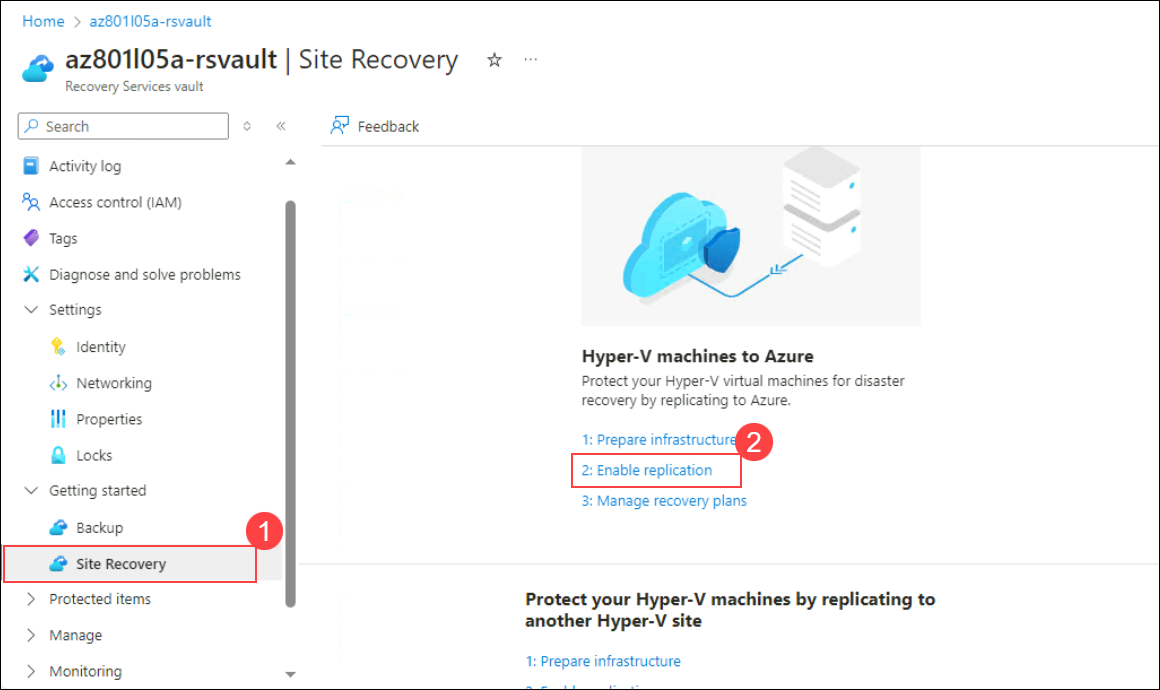 Home > az801l05a-rsvault
az801l05a-rsvault | Site Recovery ☆ ...
Recovery Services vault
Search
Feedback
Activity log
Access control (IAM)
Tags
Diagnose and solve problems
Settings
Identity
Networking
Properties
Locks
Getting started
Backup
1
Site Recovery
Protected items
Manage
Monitoring
Hyper-V machines to Azure
Protect your Hyper-V virtual machines for disaster
recovery by replicating to Azure.
1: Prepare infrastructure
2
2: Enable replication
3: Manage recovery plans
Protect your Hyper-V machines by replicating to
another Hyper-V site
1: Prepare infrastructure